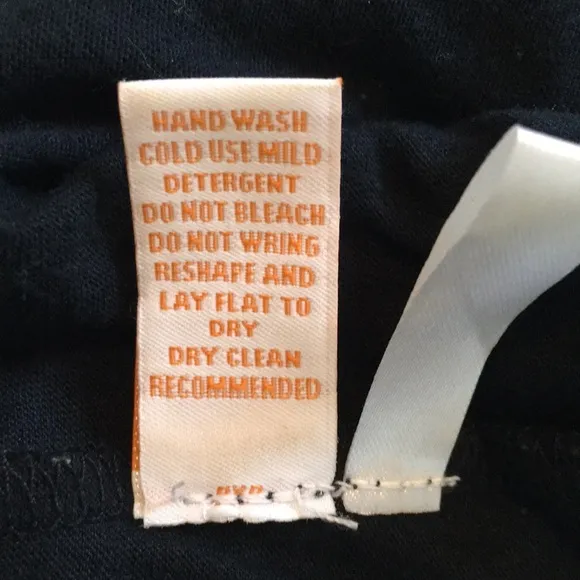 HAND WASH
COLD USE MILD
DETERGENT
DO NOT BLEACH
DO NOT WRING
RESHAPE AND
LAY FLAT TO
DRY
DRY CLEAN
RECOMMENDED